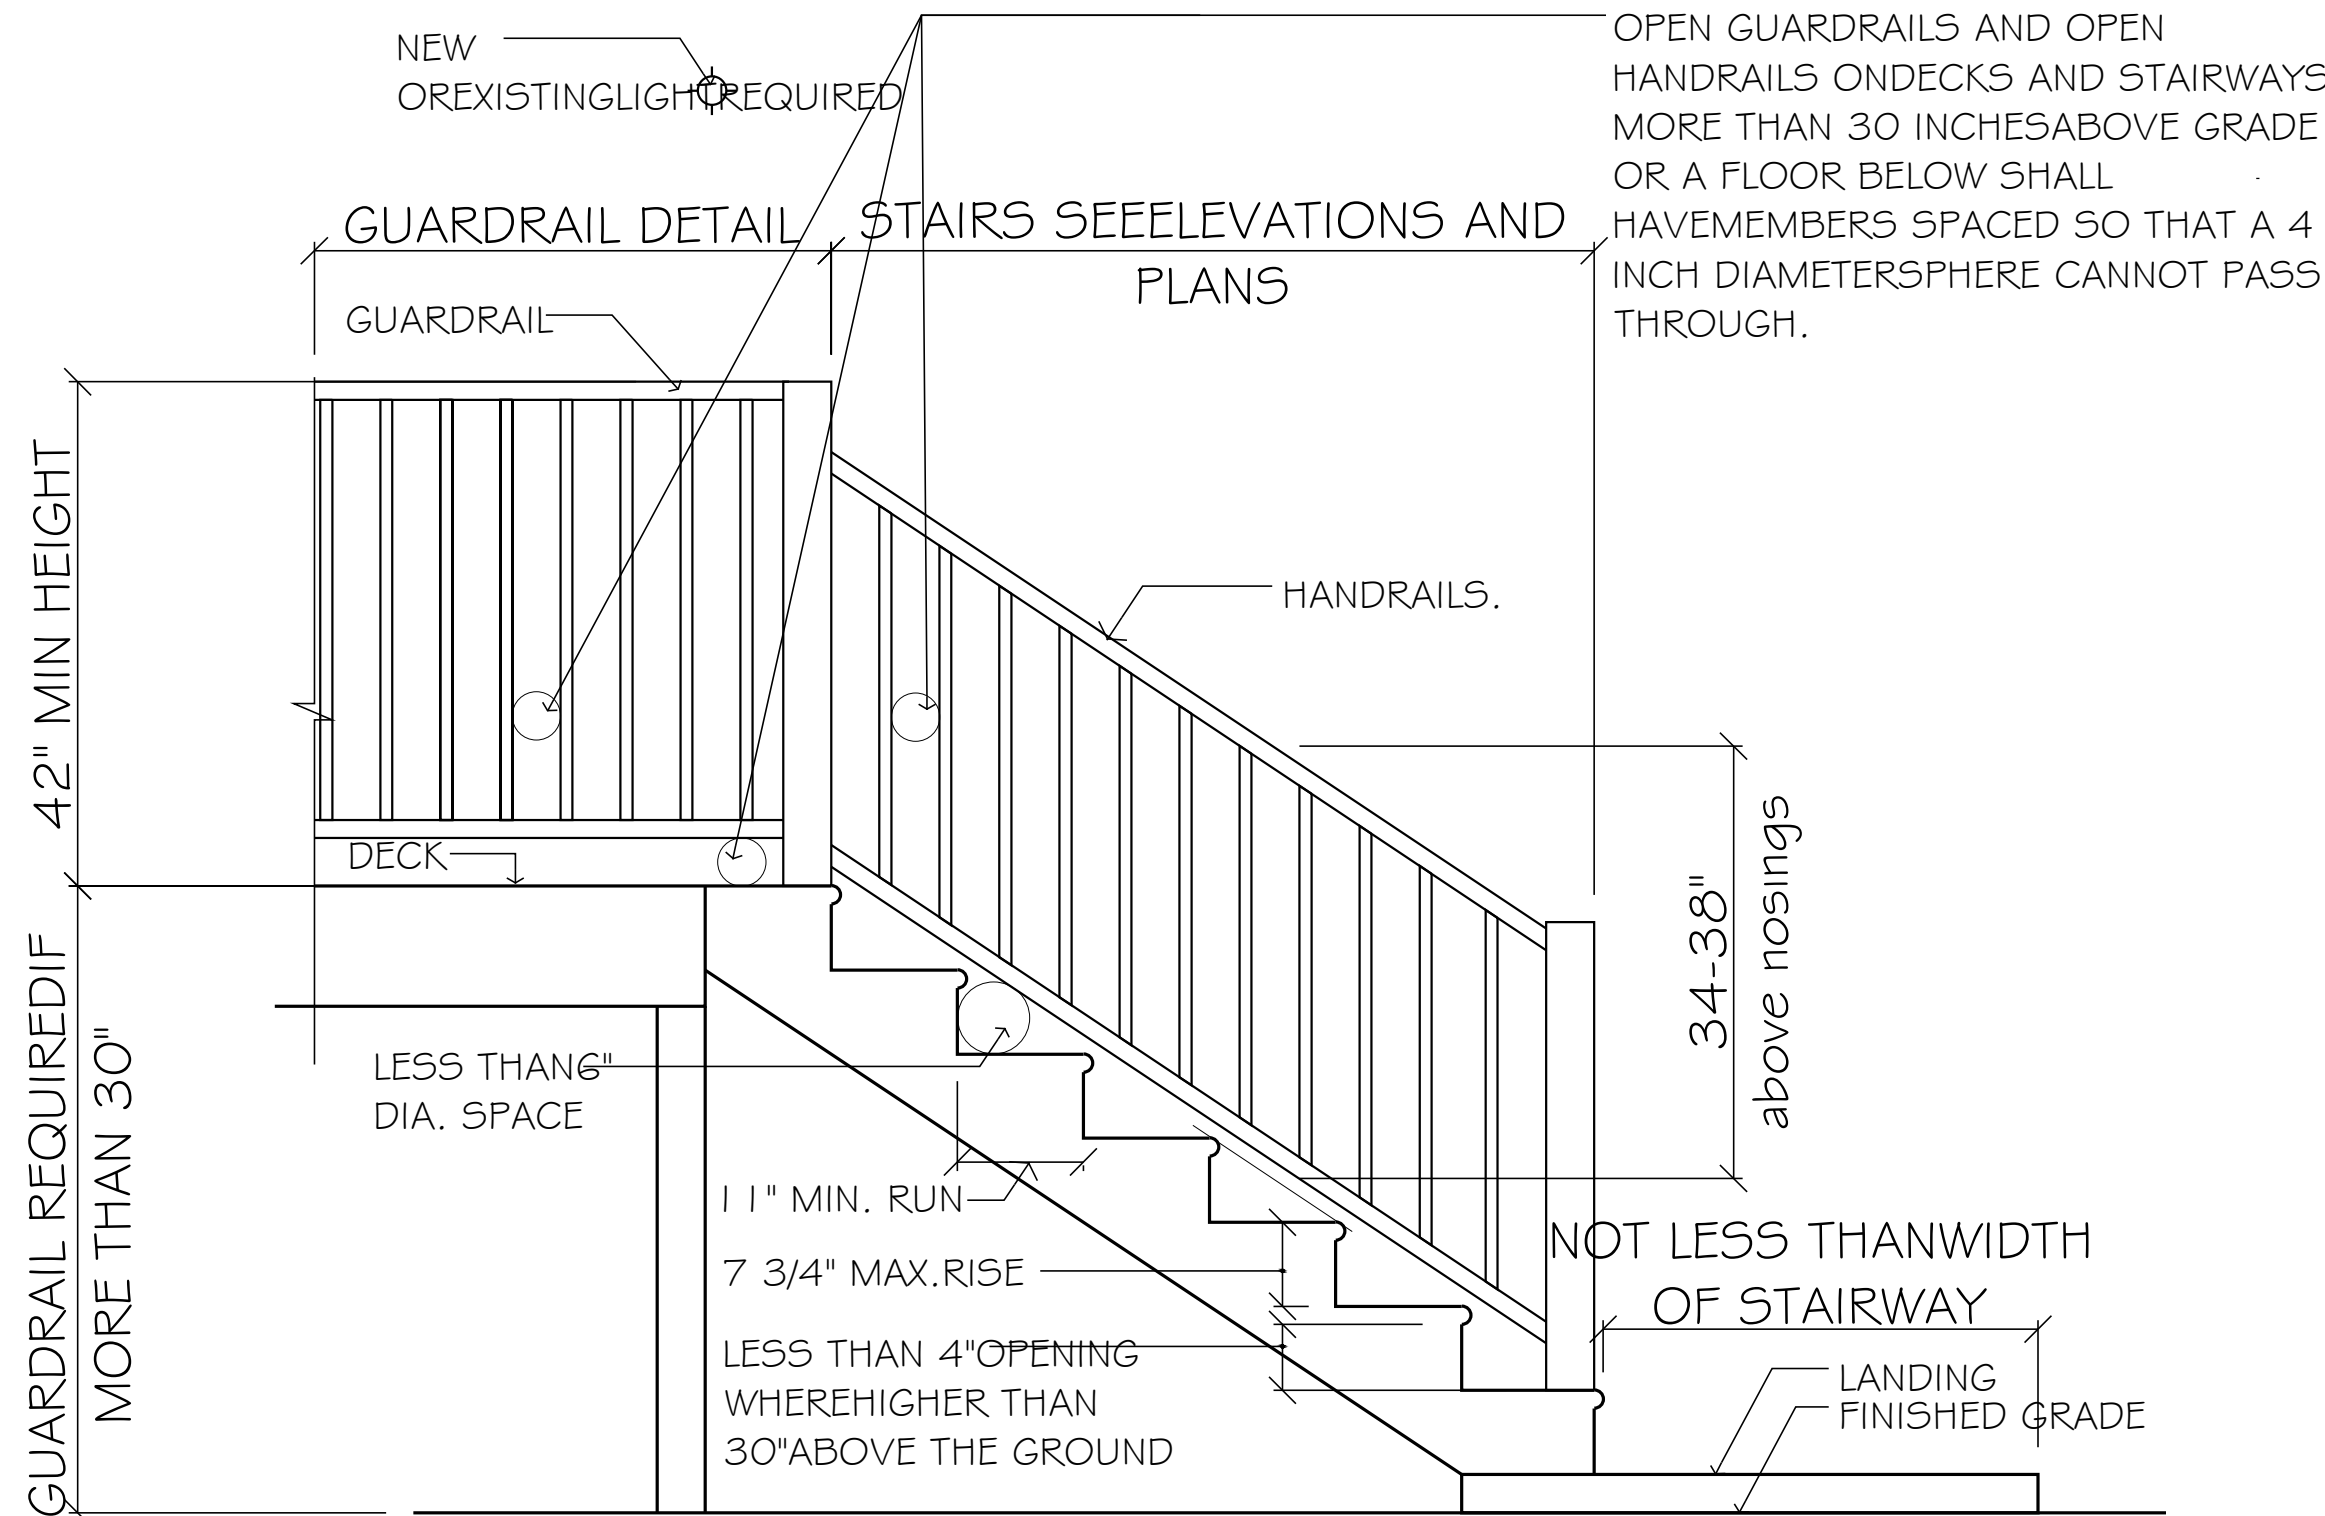 NEW
OREXISTINGLIGHTREQUIRED
OPEN GUARDRAILS AND OPEN
HANDRAILS ONDECKS AND STAIRWAYS
MORE THAN 30 INCHESABOVE GRADE
OR A FLOOR BELOW SHALL
HAVEMEMBERS SPACED SO THAT A 4
INCH DIAMETERSPHERE CANNOT PASS
THROUGH.
GUARDRAIL DETAIL
STAIRS SEEELEVATIONS AND
PLANS
GUARDRAIL
42" MIN HEIGHT
HANDRAILS.
DECK
34-38"
above nosings
GUARDRAIL REQUIREDIF
MORE THAN 30"
LESS THAN6"
DIA. SPACE
11" MIN. RUN
7 3/4" MAX.RISE
LESS THAN 4"OPENING
WHEREHIGHER THAN
30"ABOVE THE GROUND
NOT LESS THANWIDTH
OF STAIRWAY
LANDING
FINISHED GRADE